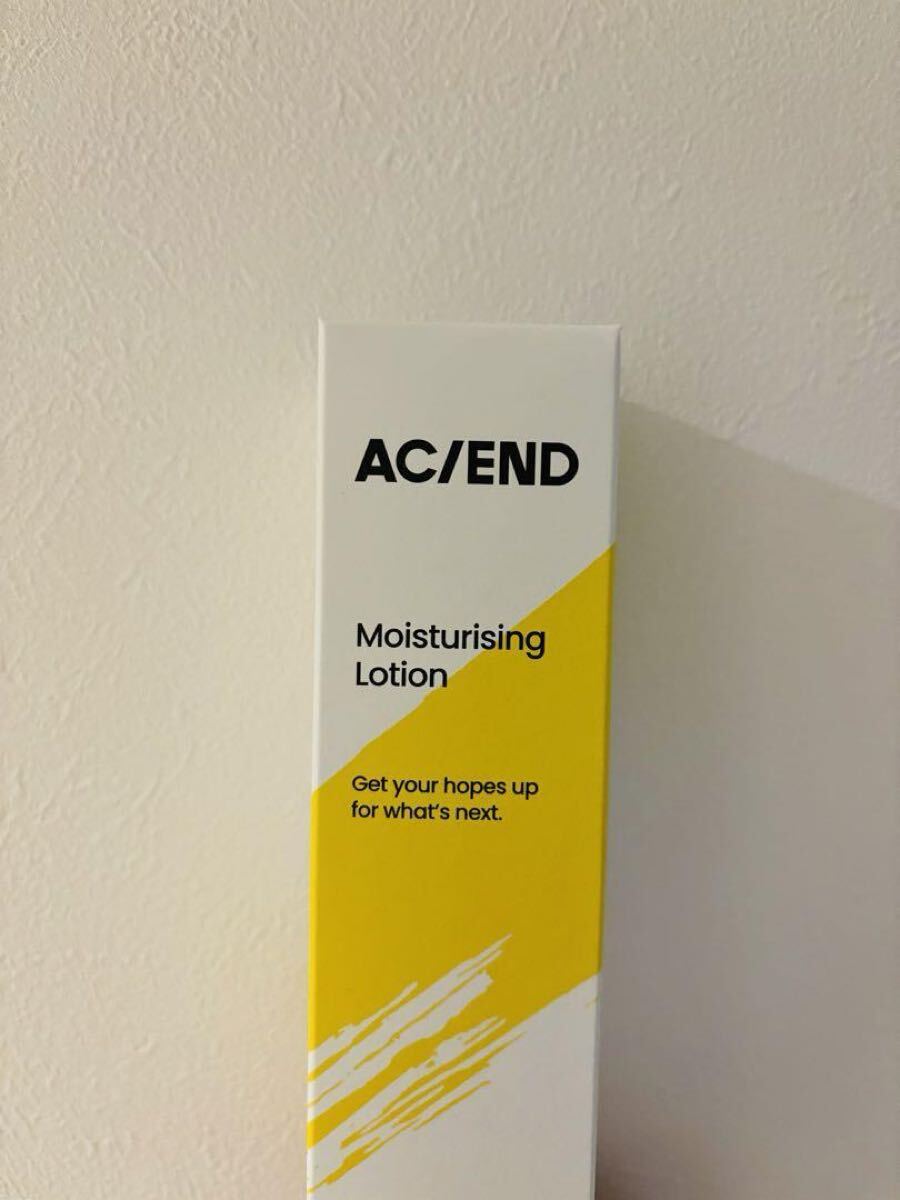 AC/END
Moisturising
Lotion
Get your hopes up
for what's next.